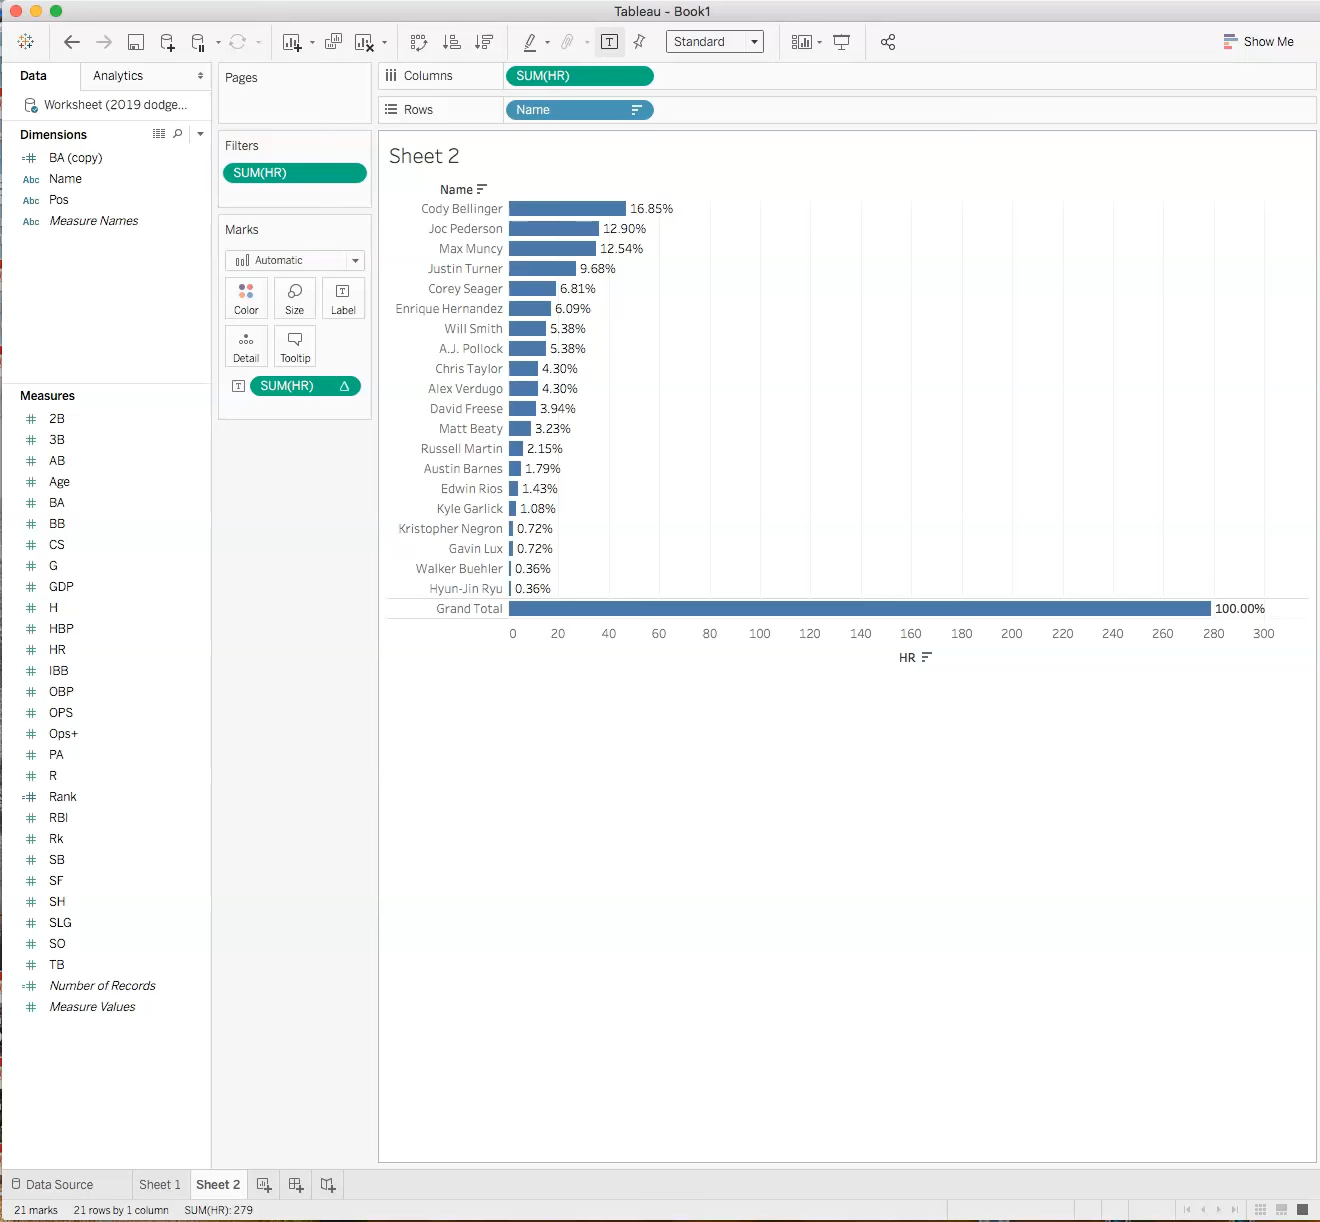 Tableau - Book1
Standard
Show Me
Data
Analytics
Worksheet (2019 dodge...
Dimensions
BA (copy)
Abc Name
Abc Pos
Abc Measure Names
Measures
2B
3B
AB
Age
BA
BB
CS
G
GDP
H
HBP
HR
IBB
OBP
OPS
Ops+
PA
R
Rank
RBI
Rk
SB
SF
SH
SLG
SO
TB
Number of Records
Measure Values
Pages
Filters
SUM(HR)
Marks
Automatic
Color Size Label
Detail Tooltip
SUM(HR)
Columns SUM(HR)
Rows Name
Sheet 2
Name
Cody Bellinger 16.85%
Joc Pederson 12.90%
Max Muncy 12.54%
Justin Turner 9.68%
Corey Seager 6.81%
Enrique Hernandez 6.09%
Will Smith 5.38%
A.J. Pollock 5.38%
Chris Taylor 4.30%
Alex Verdugo 4.30%
David Freese 3.94%
Matt Beaty 3.23%
Russell Martin 2.15%
Austin Barnes 1.79%
Edwin Rios 1.43%
Kyle Garlick 1.08%
Kristopher Negron 0.72%
Gavin Lux 0.72%
Walker Buehler 0.36%
Hyun-Jin Ryu 0.36%
Grand Total 100.00%
0 20 40 60 80 100 120 140 160 180 200 220 240 260 280 300
HR
Data Source
Sheet 1
Sheet 2
21 marks 21 rows by 1 column SUM(HR): 279